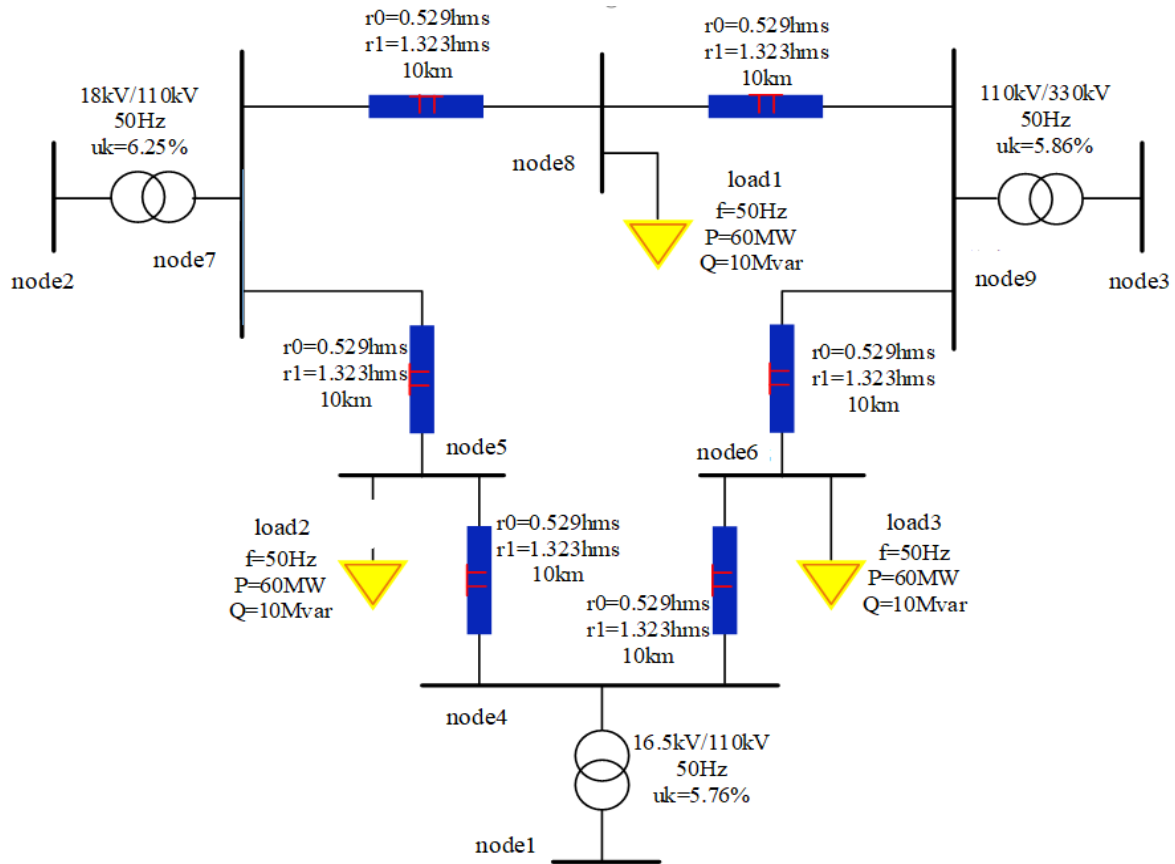 r0=0.529hms
r1=1.323hms
10km
r0=0.529hms
r1=1.323hms
10km
18kV/110kV
50Hz
uk=6.25%
110kV/330kV
50Hz
uk=5.86%
node8
load1
f=50Hz
P=60MW
Q=10Mvar
node2
node7
node9
node3
r0=0.529hms
r1=1.323hms
10km
r0=0.529hms
r1=1.323hms
10km
node5
node6
load2
f=50Hz
P=60MW
Q=10Mvar
r0=0.529hms
r1=1.323hms
10km
r0=0.529hms
r1=1.323hms
10km
load3
f=50Hz
P=60MW
Q=10Mvar
node4
16.5kV/110kV
50Hz
uk=5.76%
node1